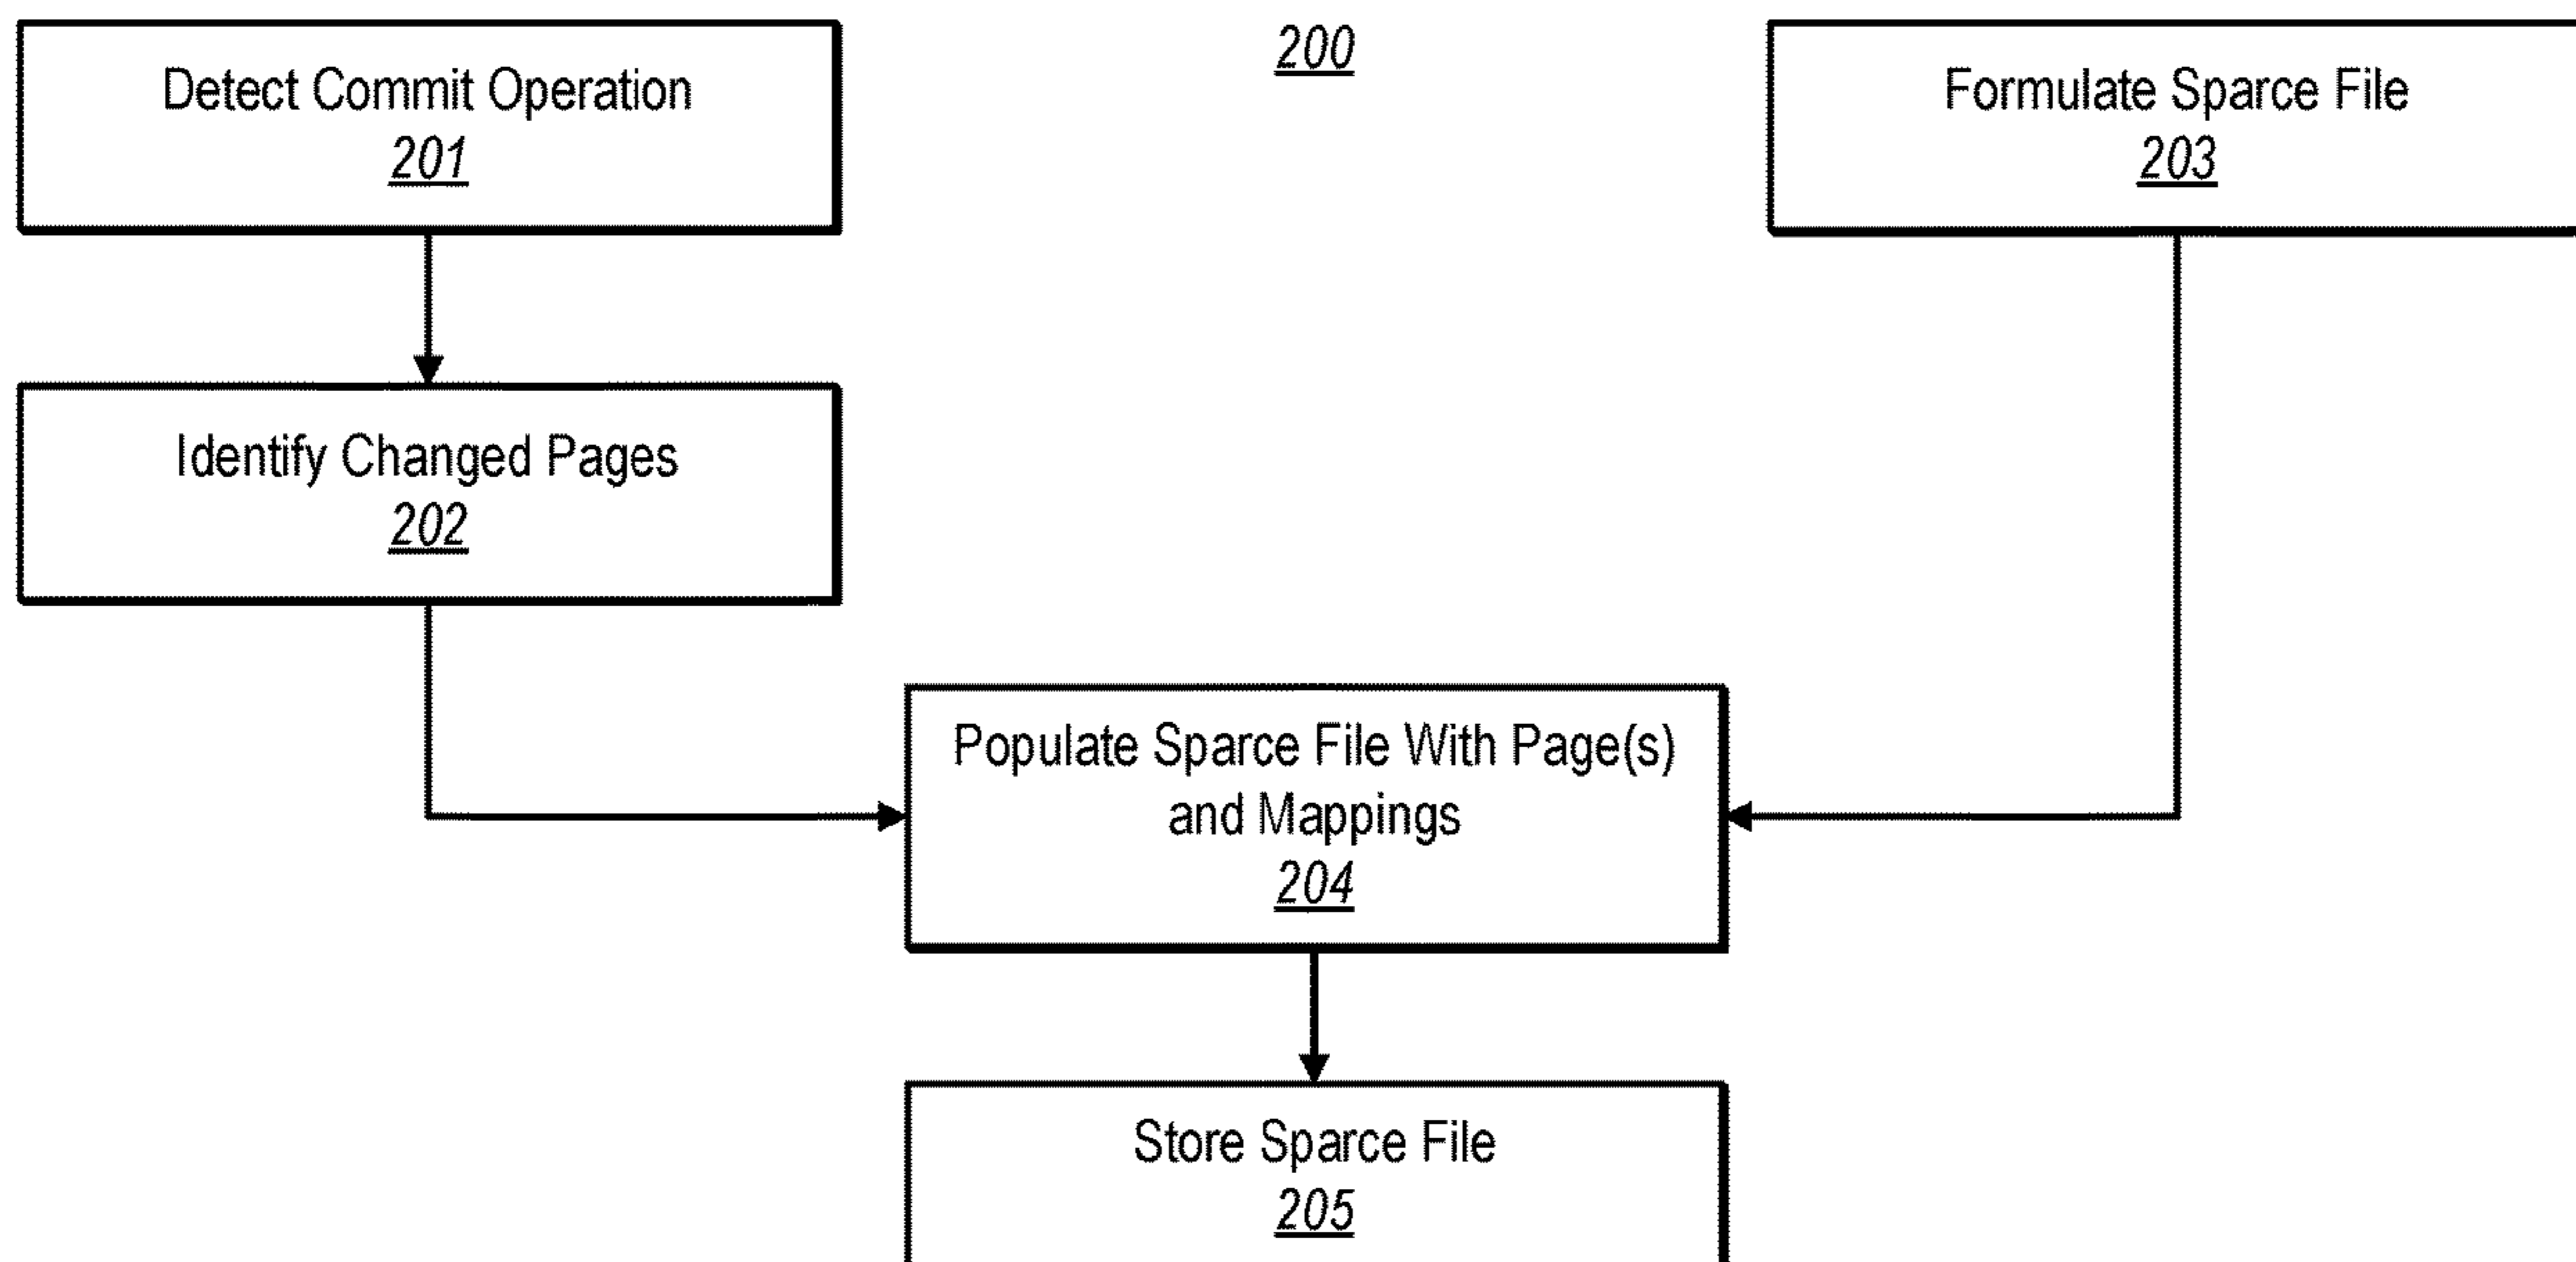 200
Detect Commit Operation
201
Formulate Sparce File
203
Identify Changed Pages
202
Populate Sparce File With Page(s)
and Mappings
204
Store Sparce File
205